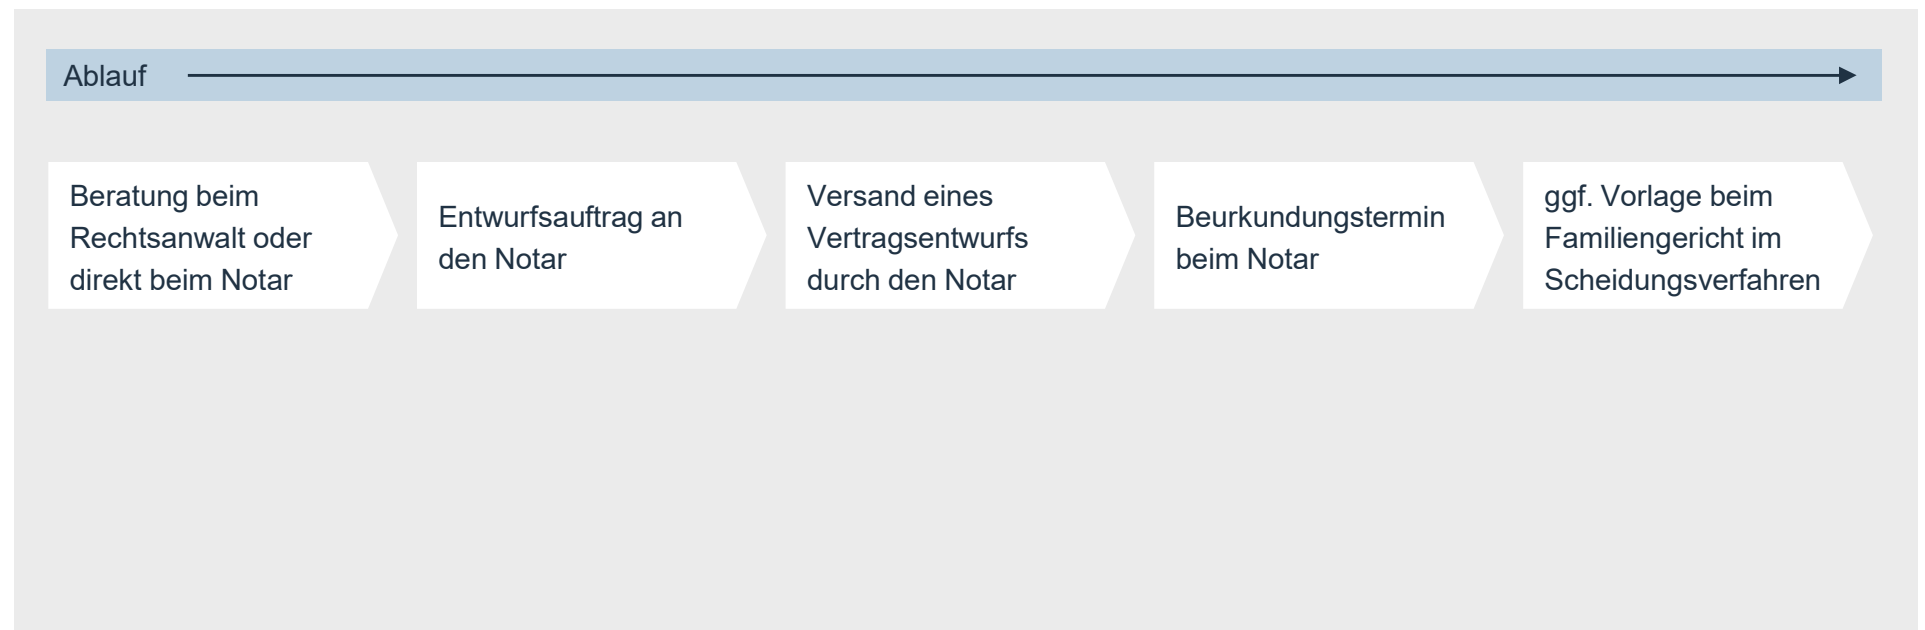 Ablauf
Beratung beim
Rechtsanwalt oder
direkt beim Notar
Entwurfsauftrag an
den Notar
Versand eines
Vertragsentwurfs
durch den Notar
Beurkundungstermin
beim Notar
ggf. Vorlage beim
Familiengericht im
Scheidungsverfahren